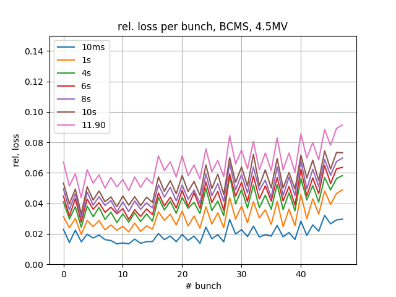 rel. loss per bunch, BCMS, 4.5MV
0.14
0.12
0.10
0.08
0.06
0.04
0.02
0.00
rel. loss
10ms
1s
4s
6s
8s
10s
11.90
0
10
20
30
40
# bunch